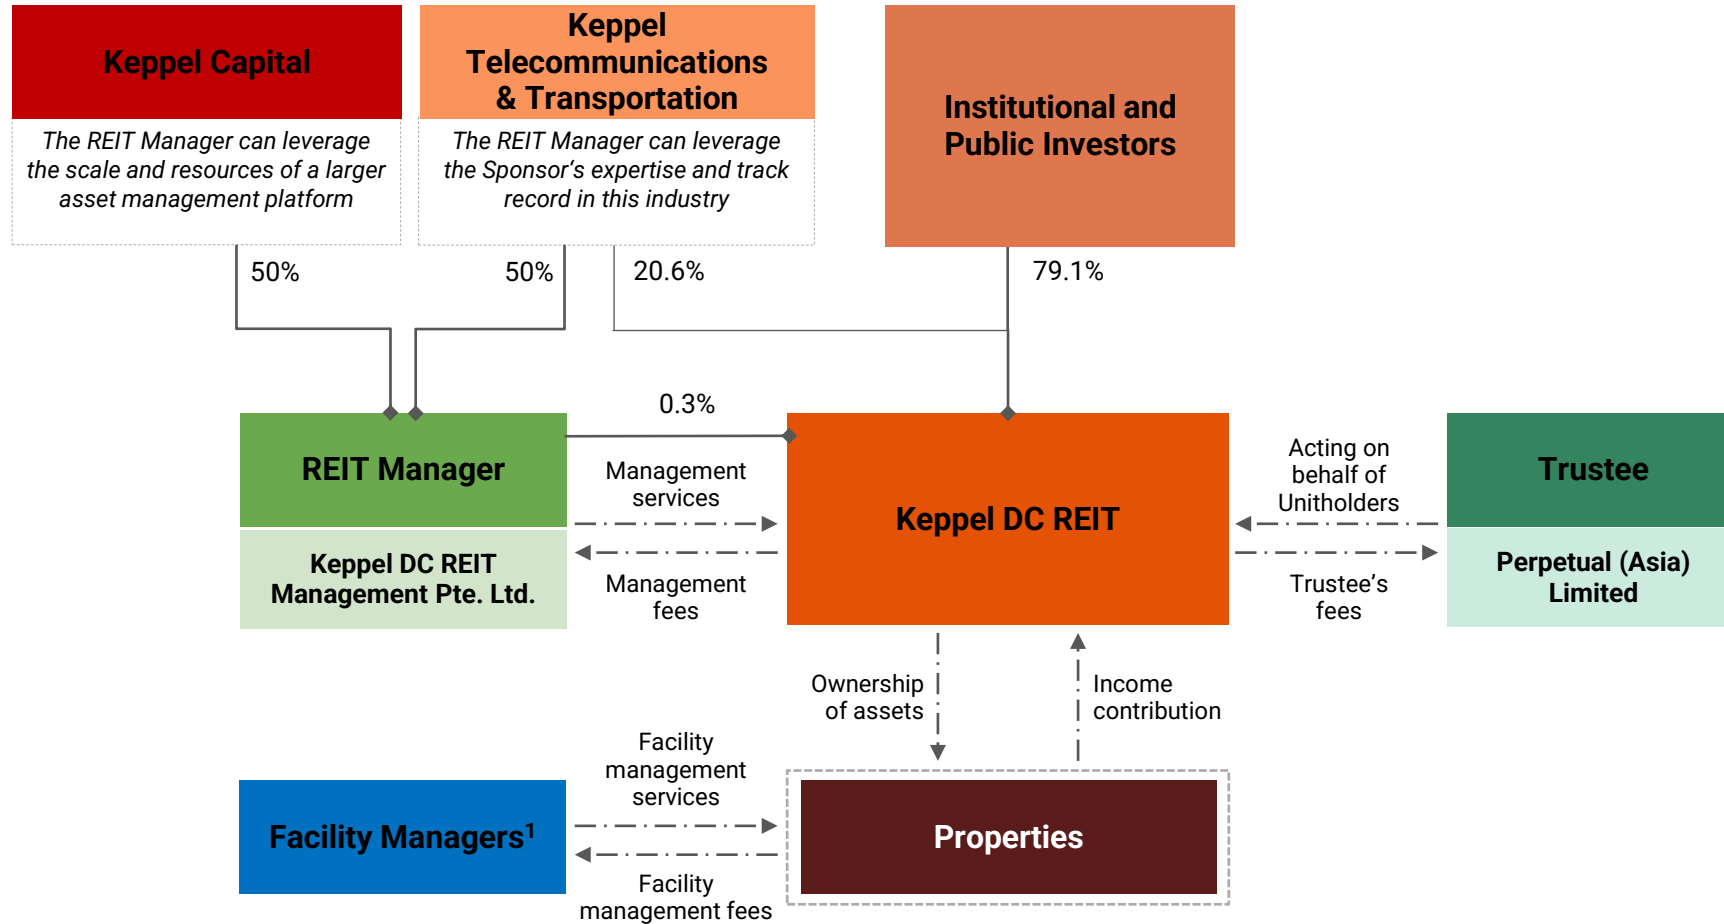 Keppel Capital
The REIT Manager can leverage
the scale and resources of a larger
asset management platform
Keppel
Telecommunications
& Transportation
The REIT Manager can leverage
the Sponsor‘s expertise and track
record in this industry
Institutional and
Public Investors
50%
50%
20.6%
79.1%
0.3%
REIT Manager
Keppel DC REIT
Management Pte. Ltd.
Management
services
Management
fees
Keppel DC REIT
Acting on
behalf of
Unitholders
Trustee’s
fees
Trustee
Perpetual (Asia)
Limited
Ownership
of assets
Income
contribution
Facility Managers¹
Facility
management
services
Facility
management fees
Properties